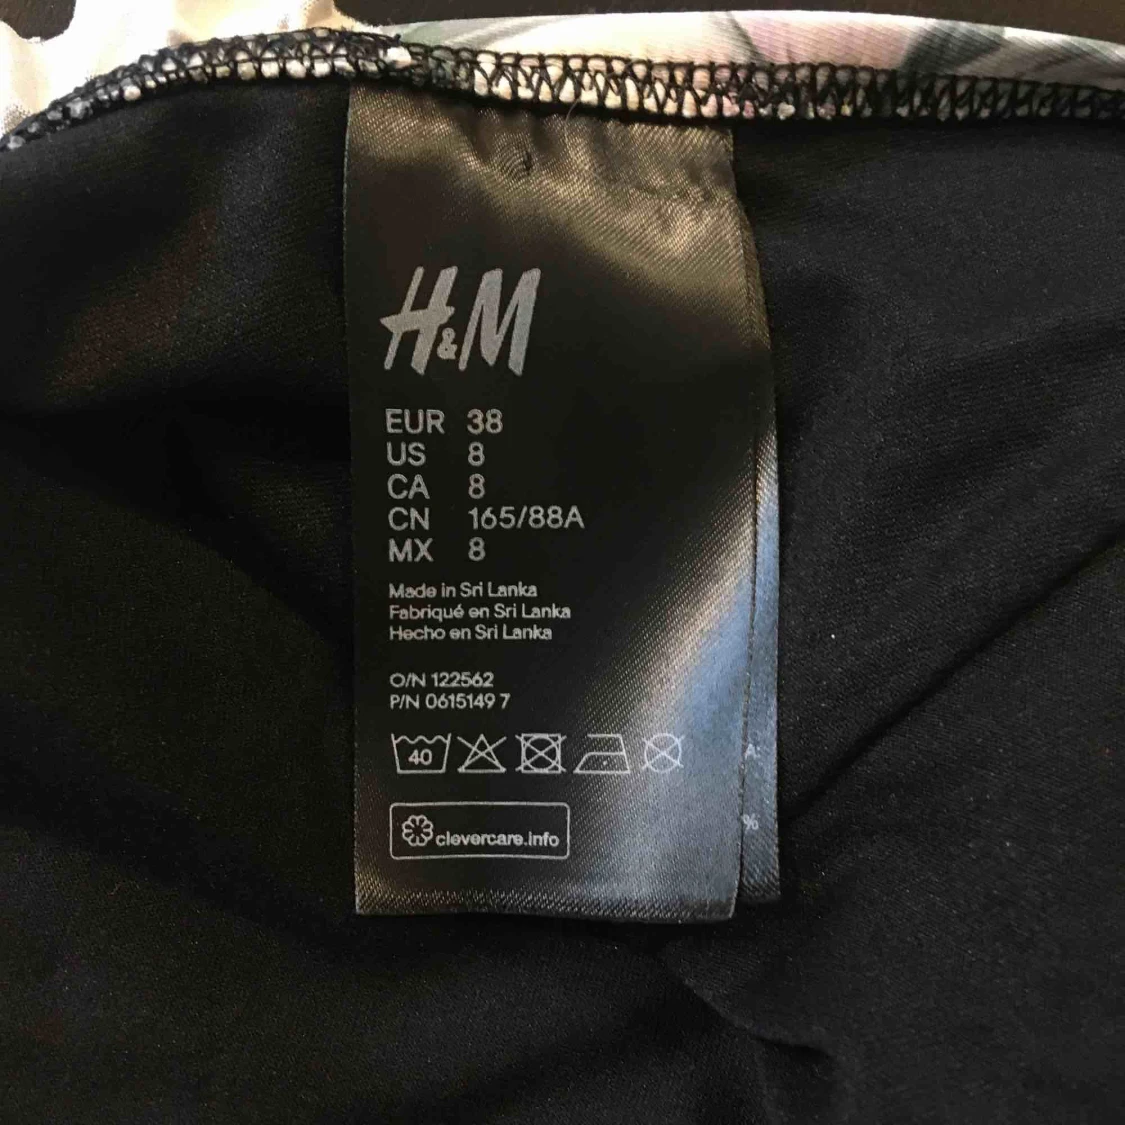 H&M
EUR 38
US 8
CA 8
CN 165/88A
MX 8
Made in Sri Lanka
Fabriqué en Sri Lanka
Hecho en Sri Lanka
O/N 122562
P/N 0615149 7
40
clevercare.info
A:
%